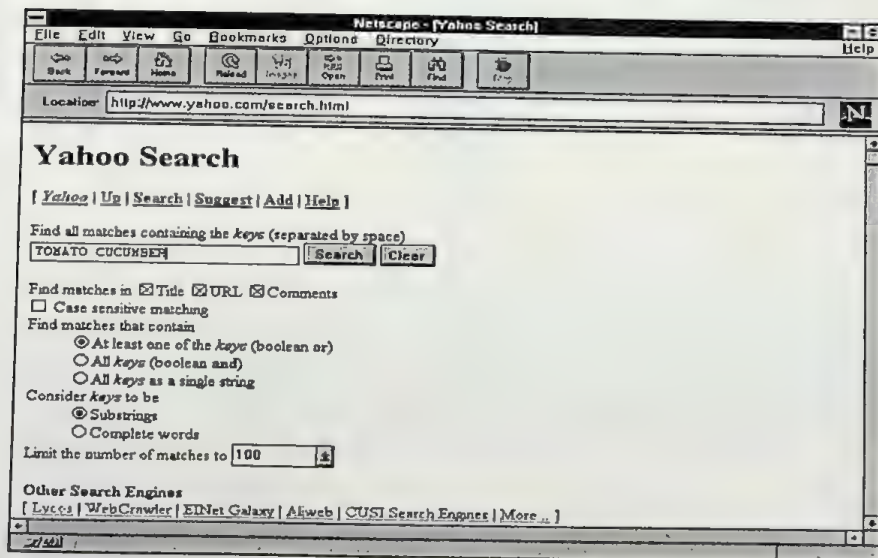 Netscape - [Yahoo Search]
File Edit View Go Bookmarks Options Directory
Help
Back Forward Home Reload Images Open Print Find Stop
Location: http://www.yahoo.com/search.html
N
Yahoo Search
[ Yahoo | Up | Search | Suggest | Add | Help ]
Find all matches containing the keys (separated by space)
TOMATO CUCUMBER Search Clear
Find matches in Title URL Comments
Case sensitive matching
Find matches that contain
At least one of the keys (boolean or)
All keys (boolean and)
All keys as a single string
Consider keys to be
Substrings
Complete words
Limit the number of matches to 100
Other Search Engines
[ Lycos | WebCrawler | EINet Galaxy | Aliweb | CUSI Search Engines | More... ]